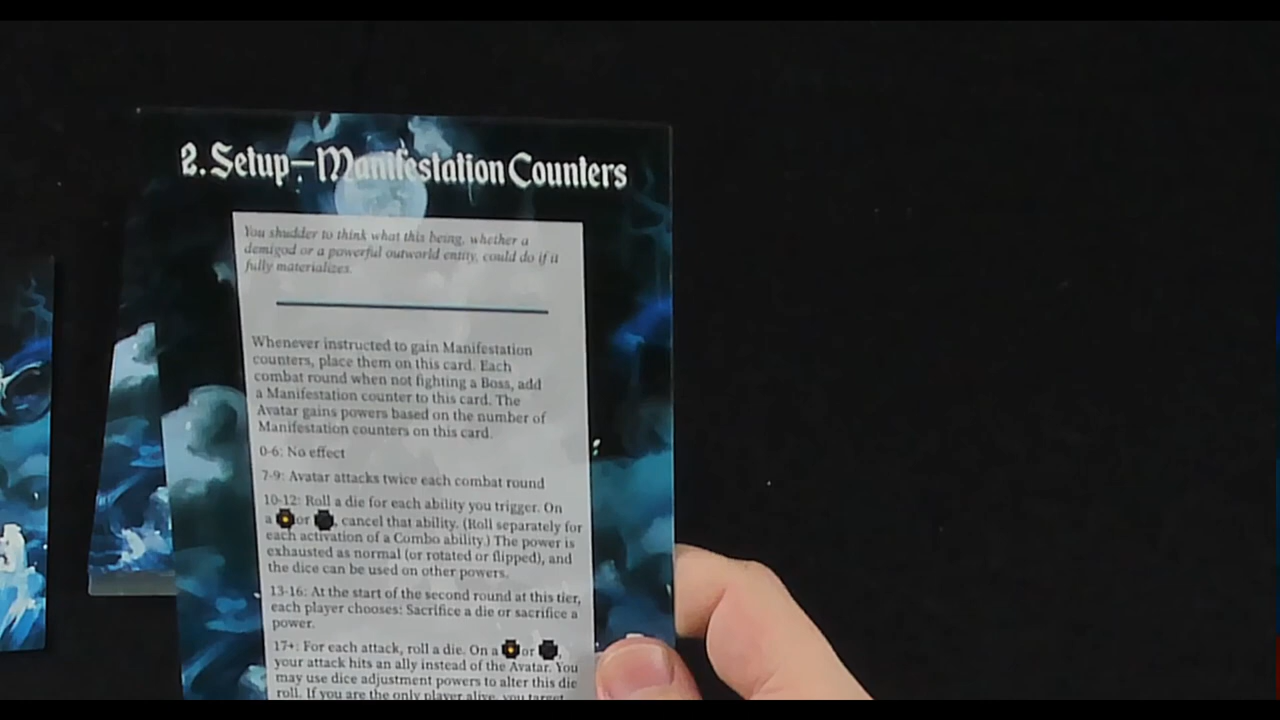 2. Setup—Manifestation Counters
You shudder to think what this being, whether a
demigod or a powerful outworld entity, could do if it
fully materializes.
Whenever instructed to gain Manifestation
counters, place them on this card. Each
combat round when not fighting a Boss, add
a Manifestation counter to this card. The
Avatar gains powers based on the number of
Manifestation counters on this card.
0-6: No effect
7-9: Avatar attacks twice each combat round
10-12: Roll a die for each ability you trigger. On
a or , cancel that ability. (Roll separately for
each activation of a Combo ability.) The power is
exhausted as normal (or rotated or flipped), and
the dice can be used on other powers.
13-16: At the start of the second round at this tier,
each player chooses: Sacrifice a die or sacrifice a
power.
17+: For each attack, roll a die. On a or ,
your attack hits an ally instead of the Avatar. You
may use dice adjustment powers to alter this die
roll. If you are the only player alive, you target